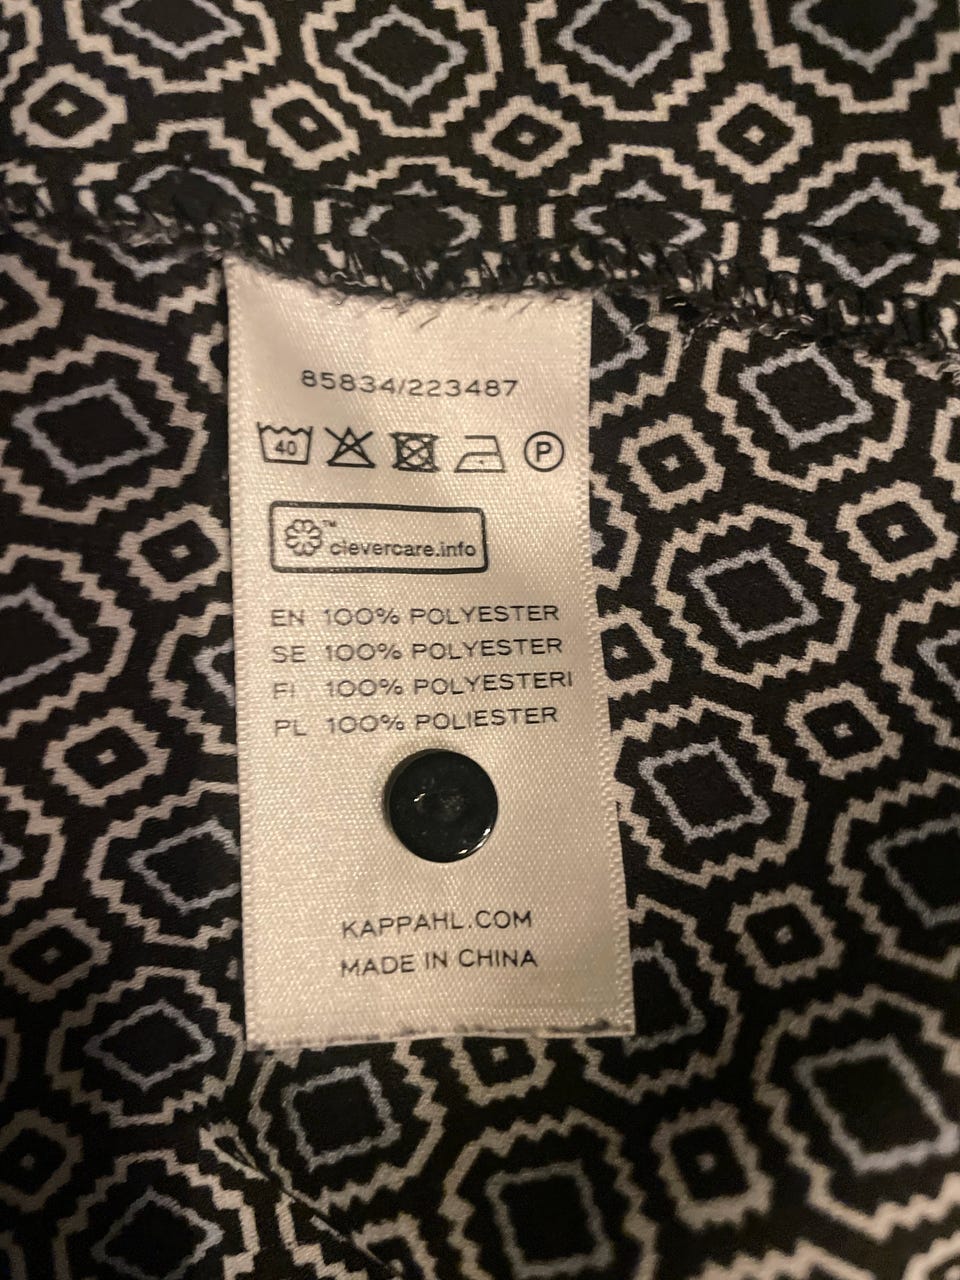 85834/223487
40 P
™
clevercare.info
EN 100% POLYESTER
SE 100% POLYESTER
FI 100% POLYESTERI
PL 100% POLIESTER
KAPPAHL.COM
MADE IN CHINA